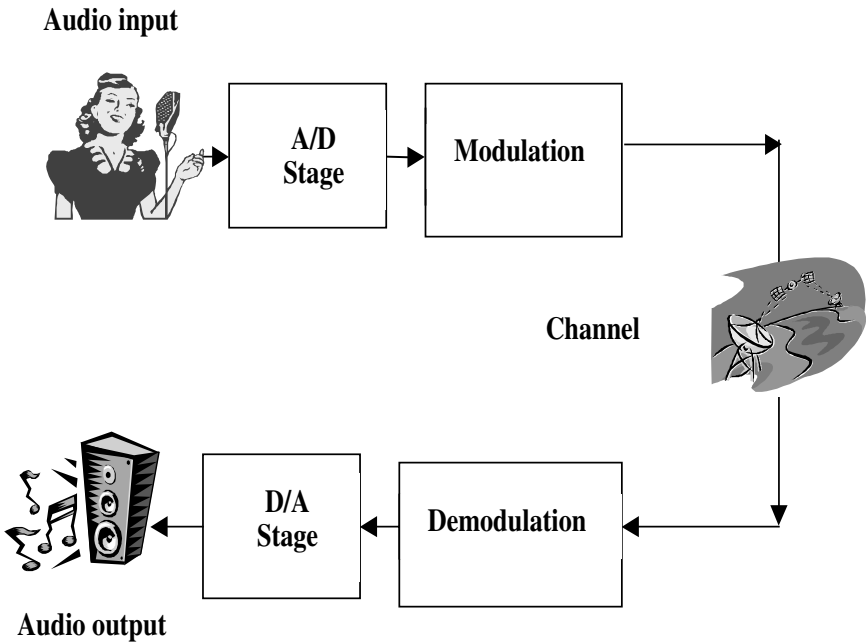 Audio input
A/D
Stage
Modulation
Channel
D/A
Stage
Demodulation
Audio output